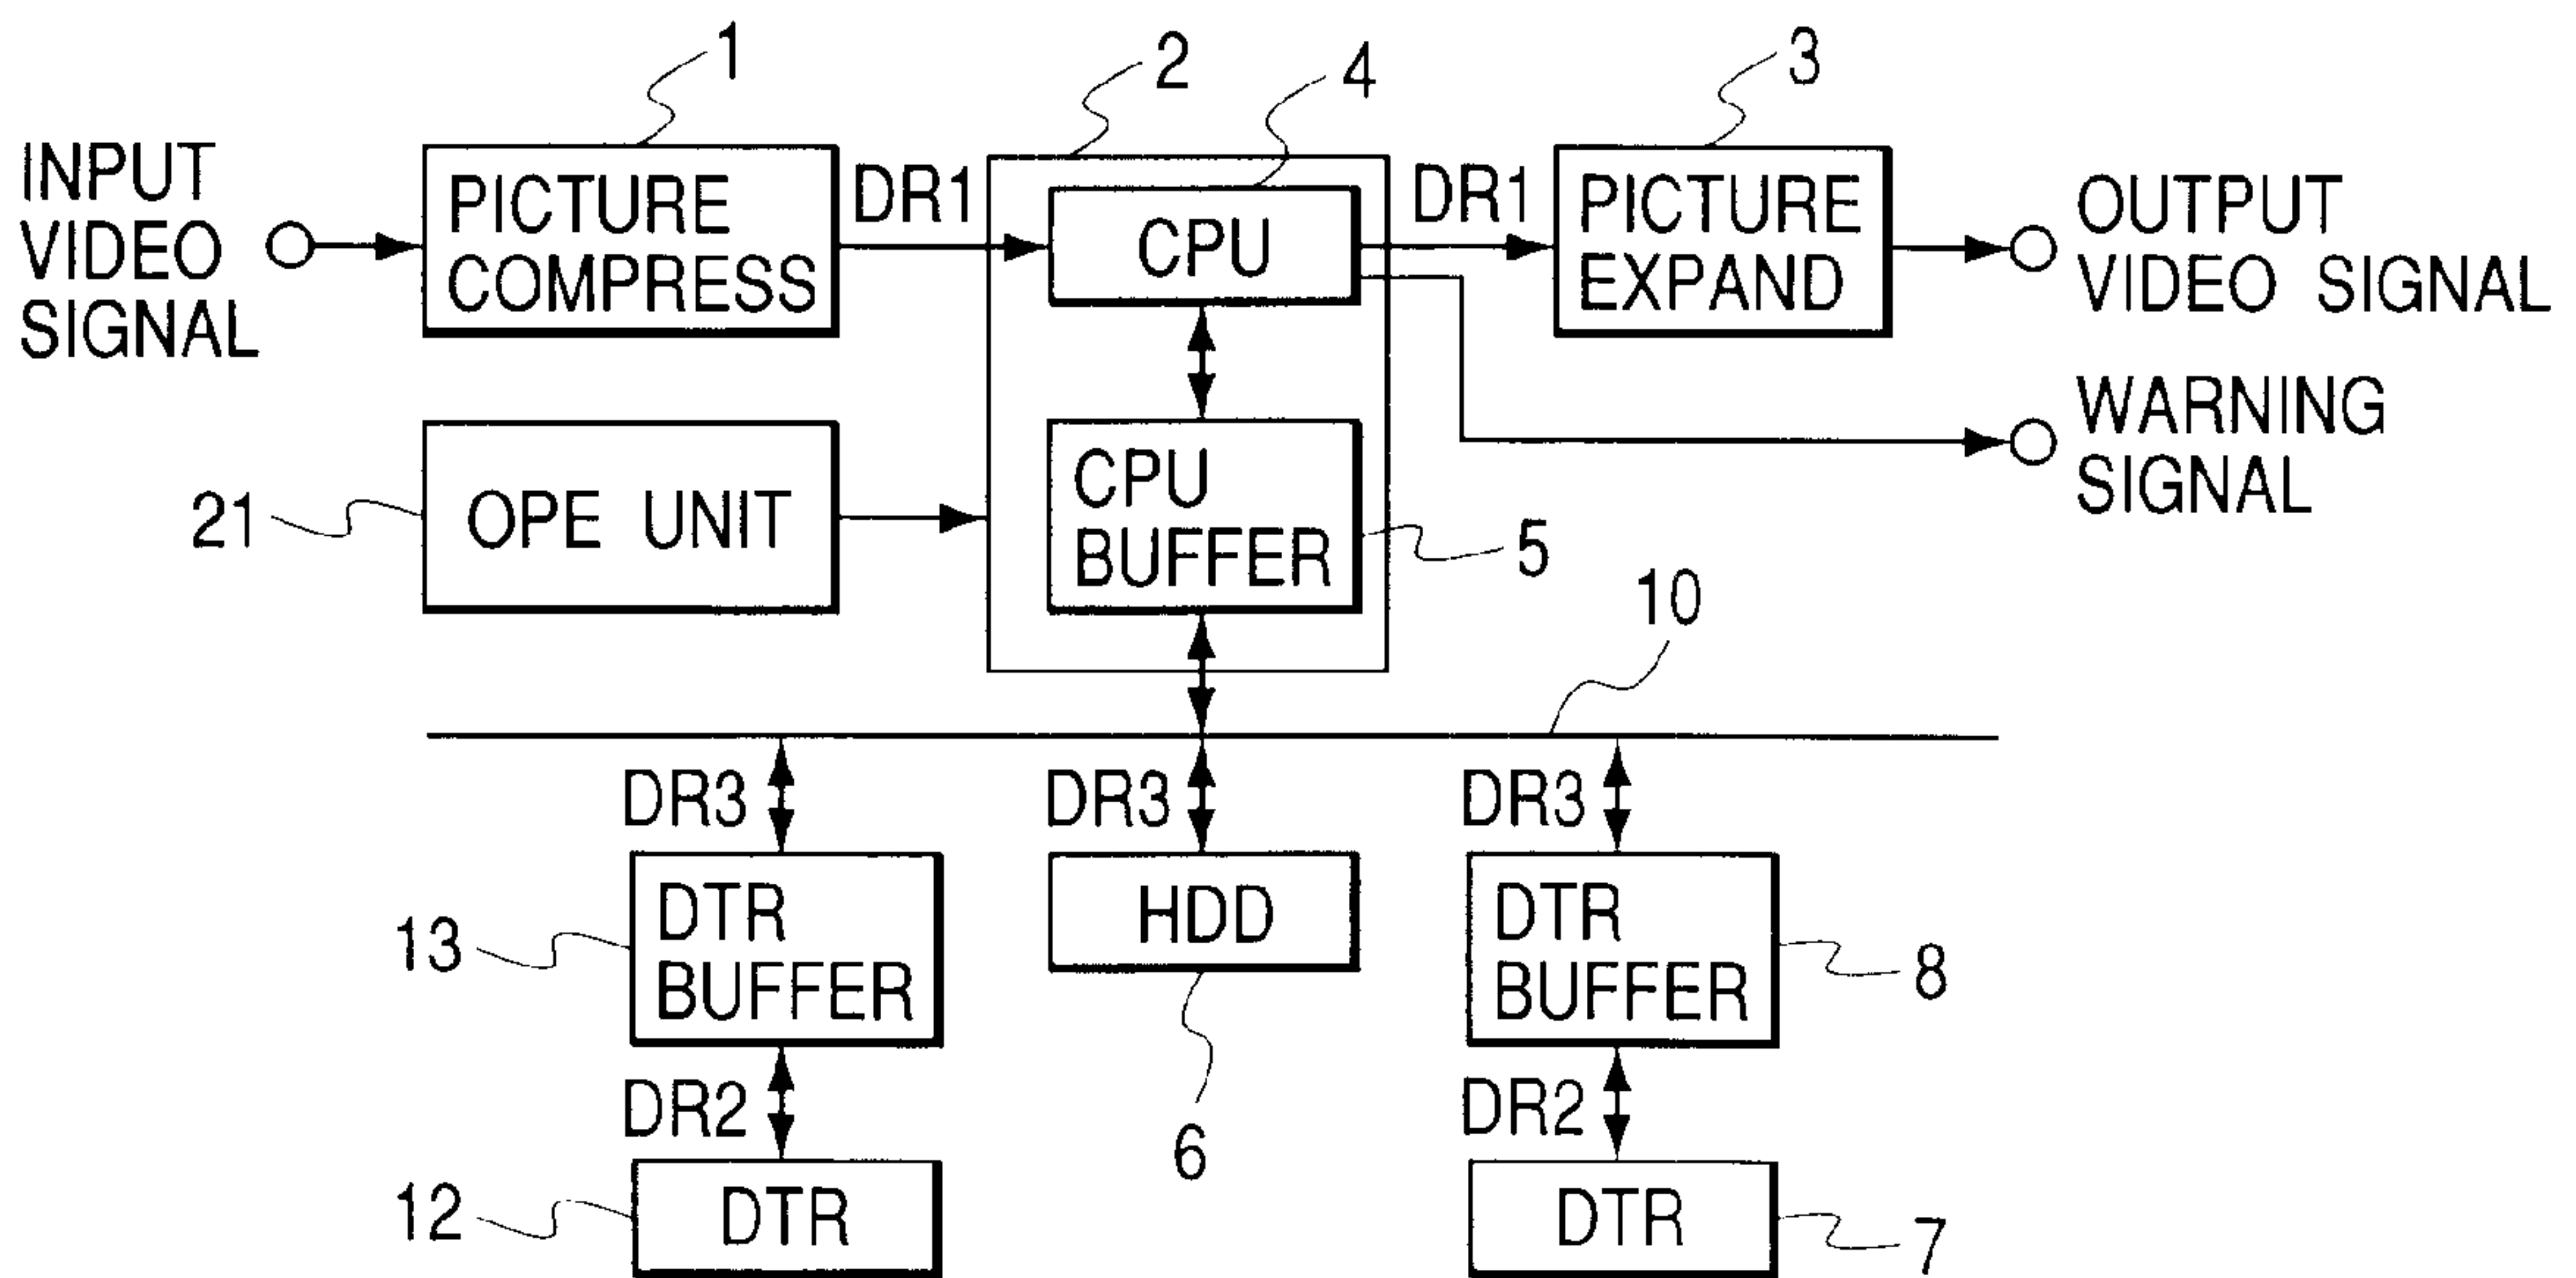 1
2
4
3
INPUT
VIDEO
SIGNAL
PICTURE
COMPRESS
DR1
CPU
DR1
PICTURE
EXPAND
OUTPUT
VIDEO SIGNAL
WARNING
SIGNAL
21
OPE UNIT
CPU
BUFFER
5
10
DR3
DR3
DR3
13
DTR
BUFFER
HDD
DTR
BUFFER
8
DR2
6
DR2
12
DTR
DTR
7